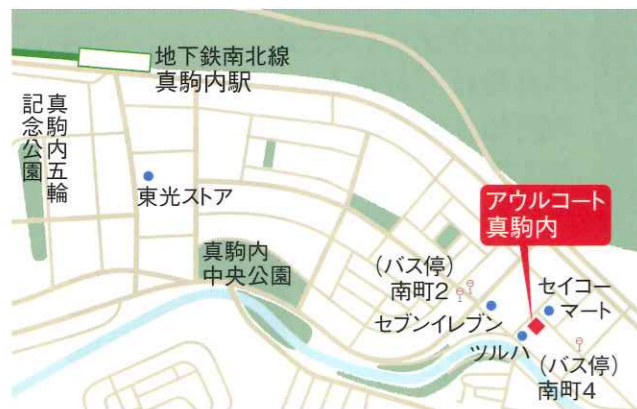 地下鉄南北線
真駒内駅
真駒内五輪
記念公園
東光ストア
アウルコート
真駒内
真駒内
中央公園
(バス停)
南町2
セイコー
マート
セブンイレブン
ツルハ
(バス停)
南町4